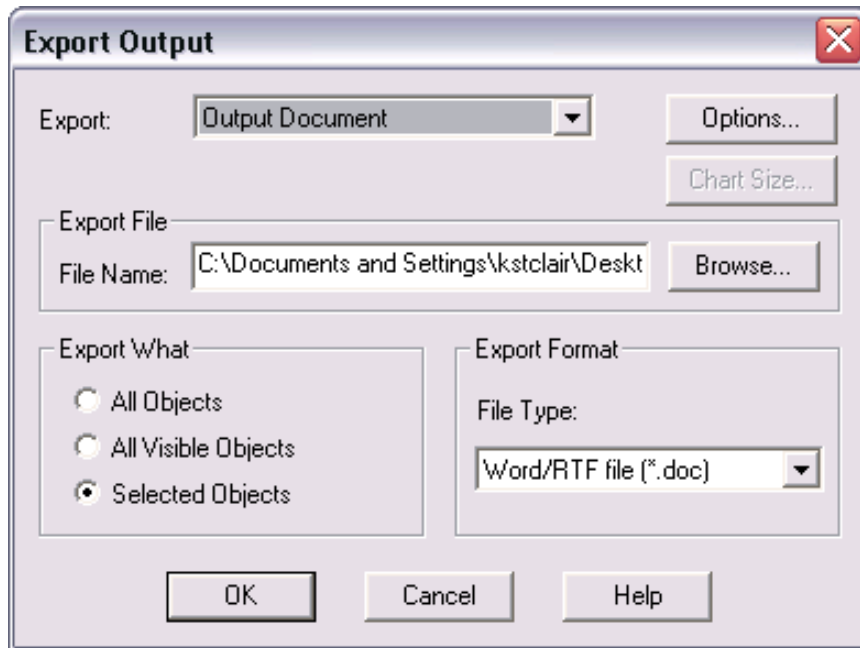 Export Output
Export: Output Document Options...
Chart Size...
Export File
File Name: C:\Documents and Settings\kstclair\Deskt Browse...
Export What
All Objects
All Visible Objects
Selected Objects
Export Format
File Type:
Word/RTF file (*.doc)
OK Cancel Help